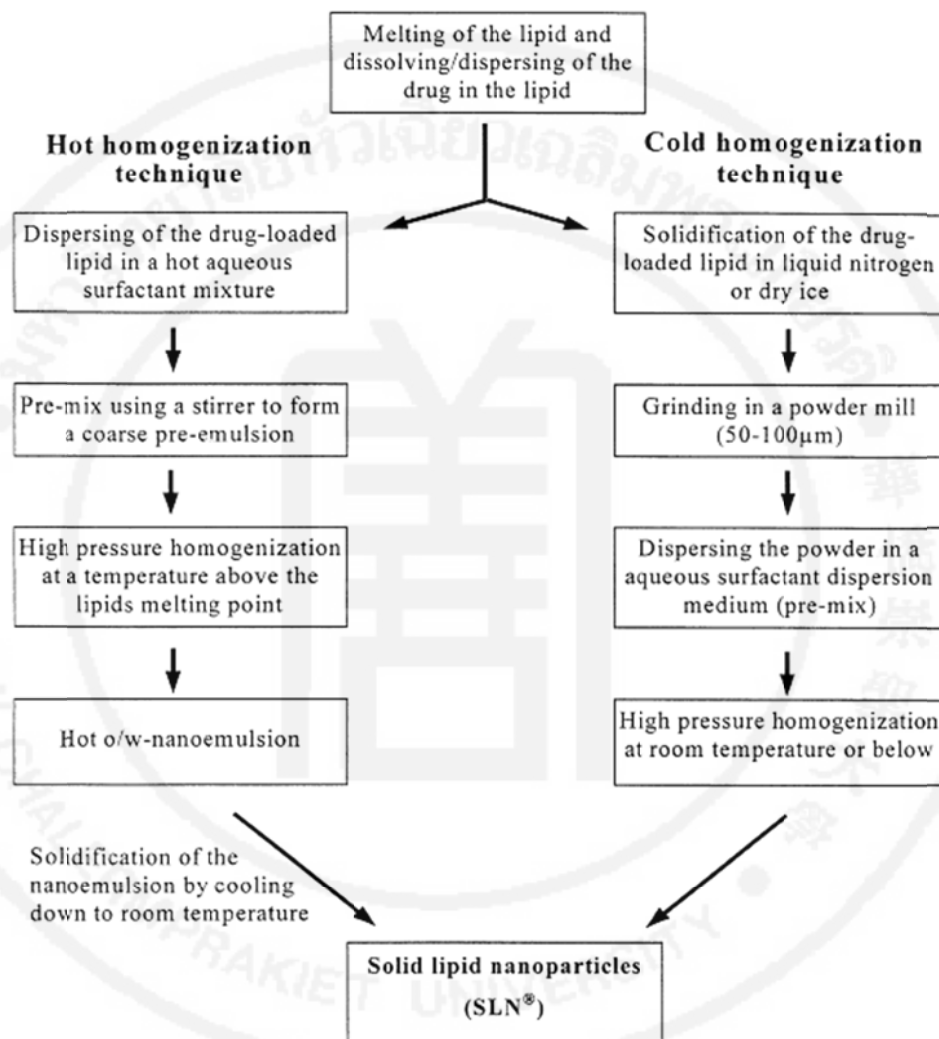 Melting of the lipid and
dissolving/dispersing of the
drug in the lipid
Hot homogenization
technique
Cold homogenization
technique
Dispersing of the drug-loaded
lipid in a hot aqueous
surfactant mixture
Solidification of the drug-
loaded lipid in liquid nitrogen
or dry ice
Pre-mix using a stirrer to form
a coarse pre-emulsion
Grinding in a powder mill
(50-100µm)
High pressure homogenization
at a temperature above the
lipids melting point
Dispersing the powder in a
aqueous surfactant dispersion
medium (pre-mix)
Hot o/w-nanoemulsion
High pressure homogenization
at room temperature or below
Solidification of the
nanoemulsion by cooling
down to room temperature
Solid lipid nanoparticles
(SLN®)